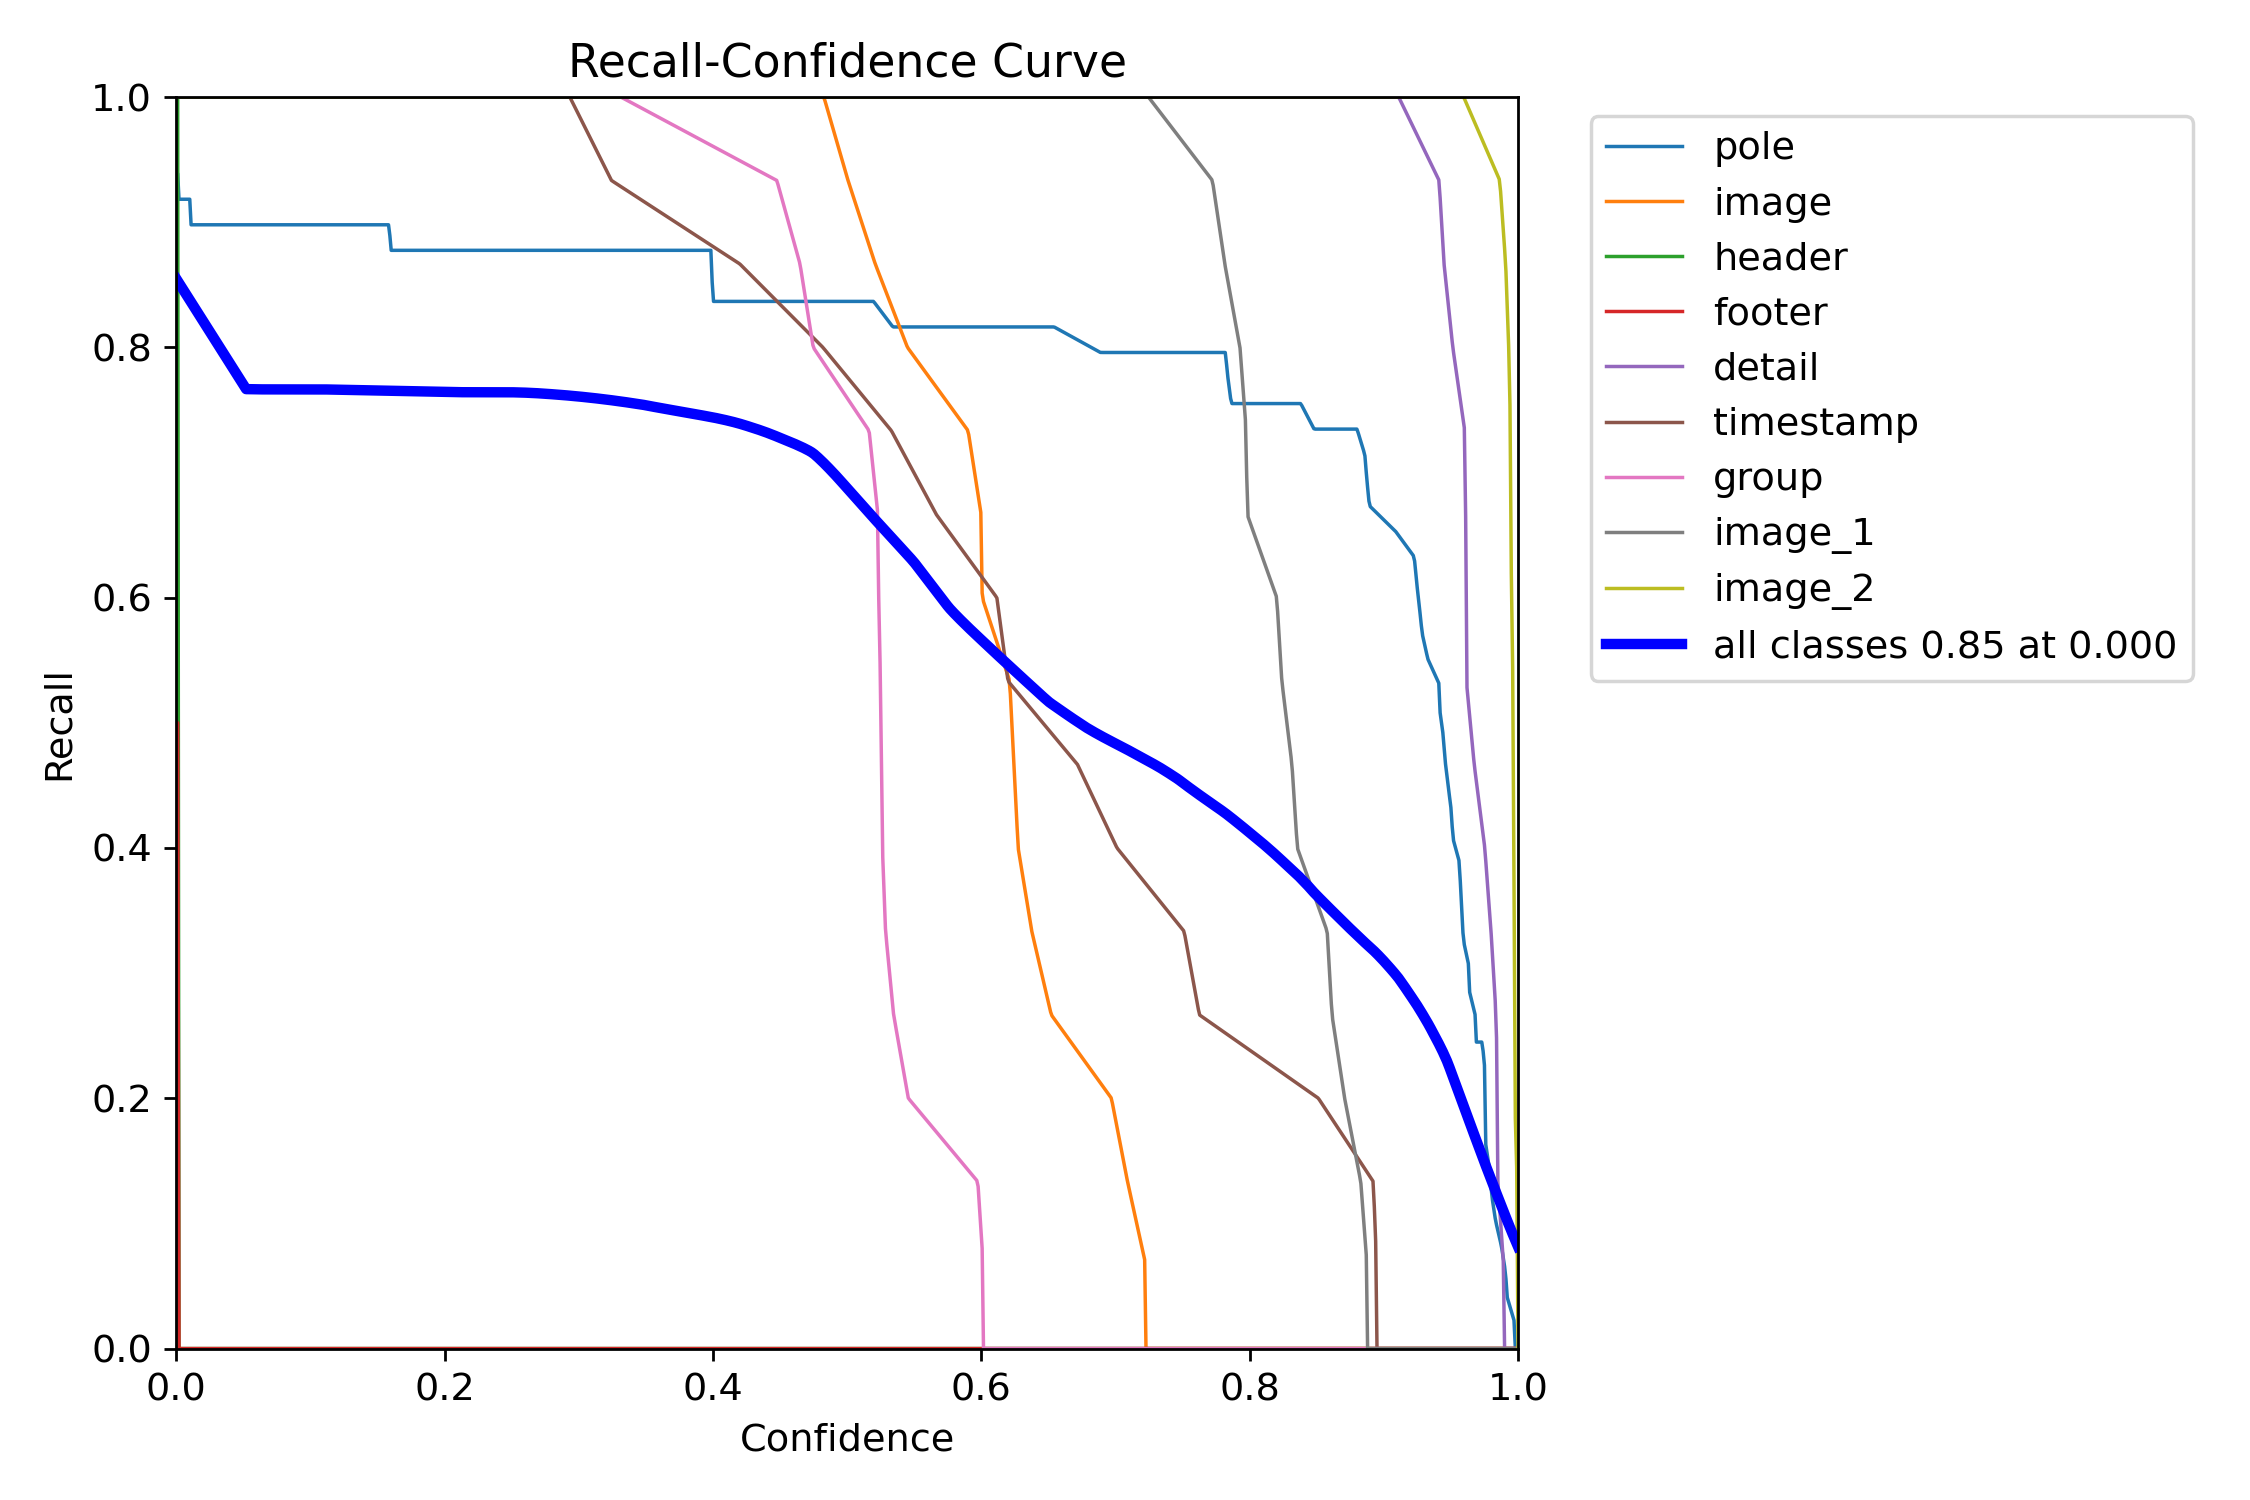 Recall-Confidence Curve
1.0
0.8
0.6
0.4
0.2
0.0
Recall
0.0 0.2 0.4 0.6 0.8 1.0
Confidence
pole
image
header
footer
detail
timestamp
group
image_1
image_2
all classes 0.85 at 0.000